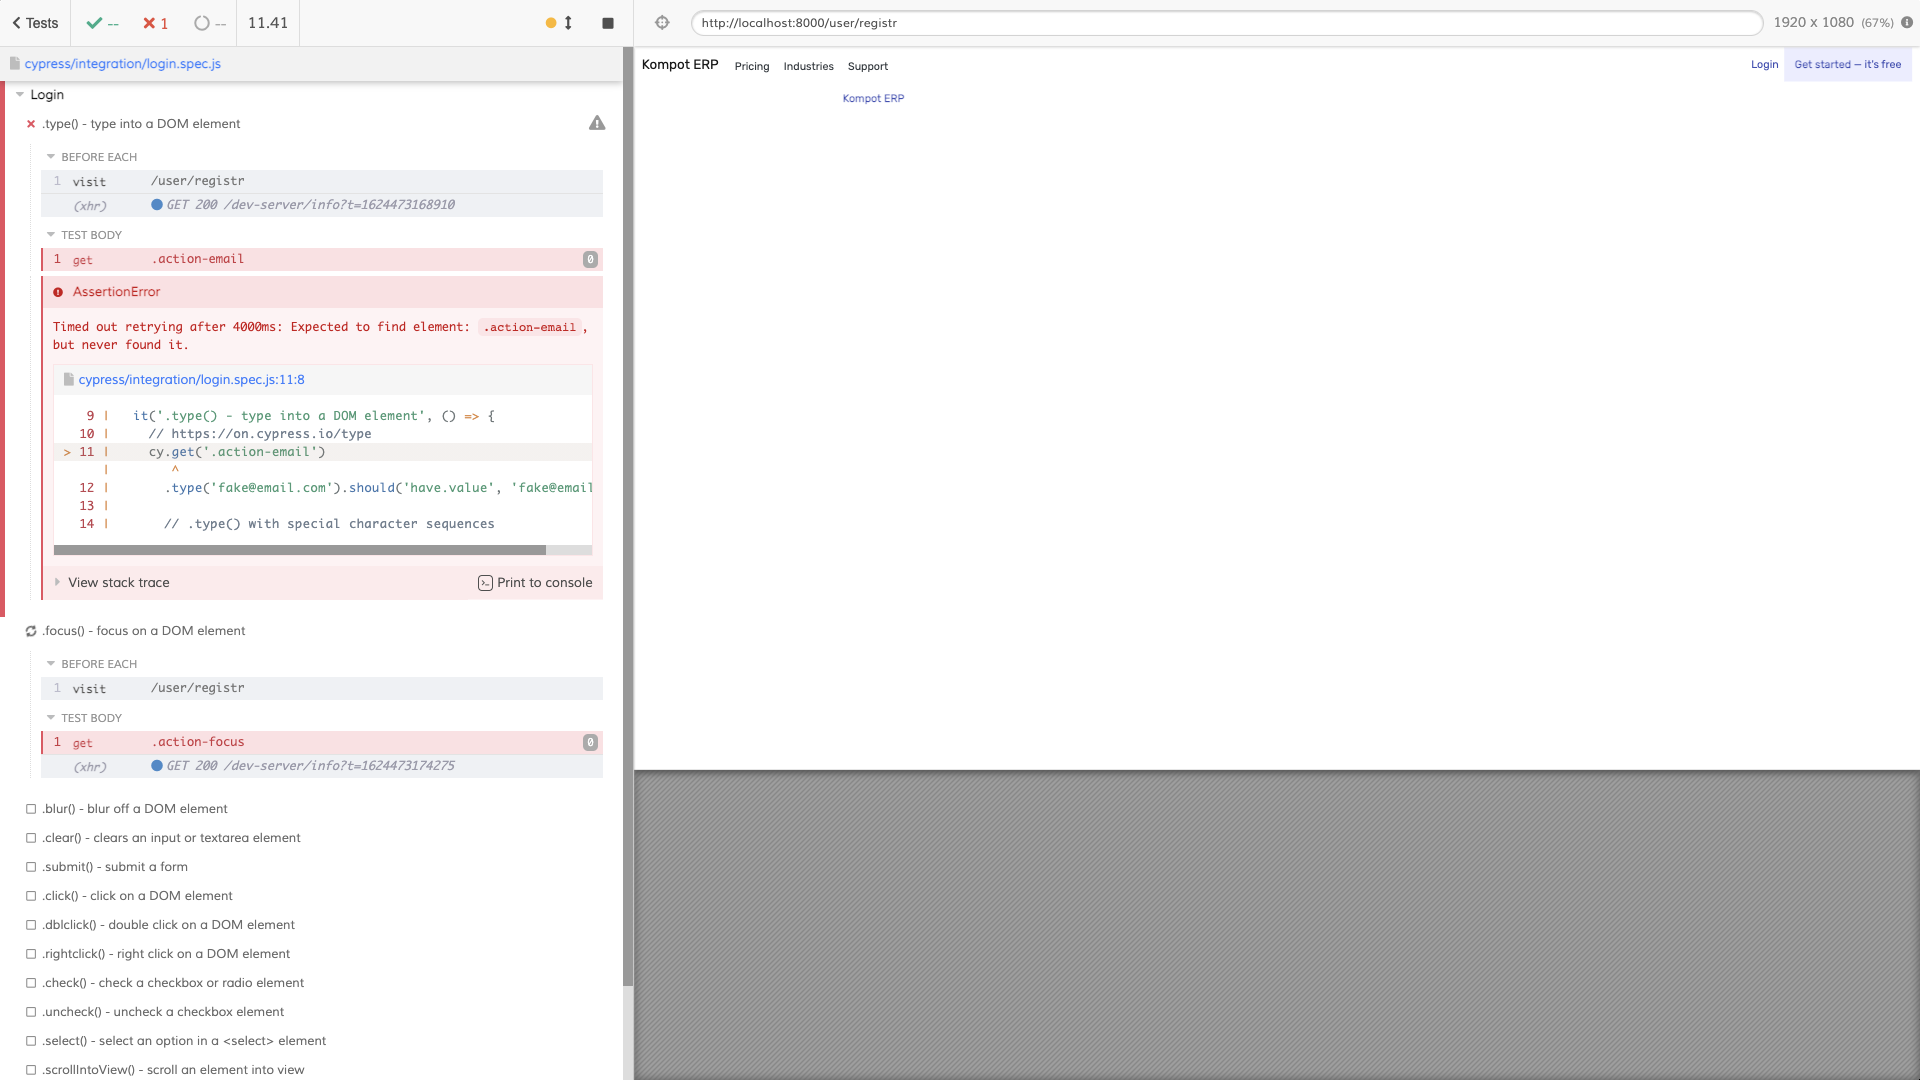 Tests -- 1 -- 11.41
cypress/integration/login.spec.js
Login
.type() - type into a DOM element
BEFORE EACH
1 visit /user/registr
(xhr) GET 200 /dev-server/info?t=1624473168910
TEST BODY
1 get .action-email 0
AssertionError
Timed out retrying after 4000ms: Expected to find element: .action-email,
but never found it.
cypress/integration/login.spec.js:11:8
9 | it('.type() - type into a DOM element', () => {
10 | // https://on.cypress.io/type
> 11 | cy.get('.action-email')
| ^
12 | .type('fake@email.com').should('have.value', 'fake@email
13 |
14 | // .type() with special character sequences
View stack trace
Print to console
.focus() - focus on a DOM element
BEFORE EACH
1 visit /user/registr
TEST BODY
1 get .action-focus 0
(xhr) GET 200 /dev-server/info?t=1624473174275
.blur() - blur off a DOM element
.clear() - clears an input or textarea element
.submit() - submit a form
.click() - click on a DOM element
.dblclick() - double click on a DOM element
.rightclick() - right click on a DOM element
.check() - check a checkbox or radio element
.uncheck() - uncheck a checkbox element
.select() - select an option in a <select> element
.scrollIntoView() - scroll an element into view
http://localhost:8000/user/registr
1920 x 1080 (67%)
Kompot ERP Pricing Industries Support
Login Get started – it's free
Kompot ERP